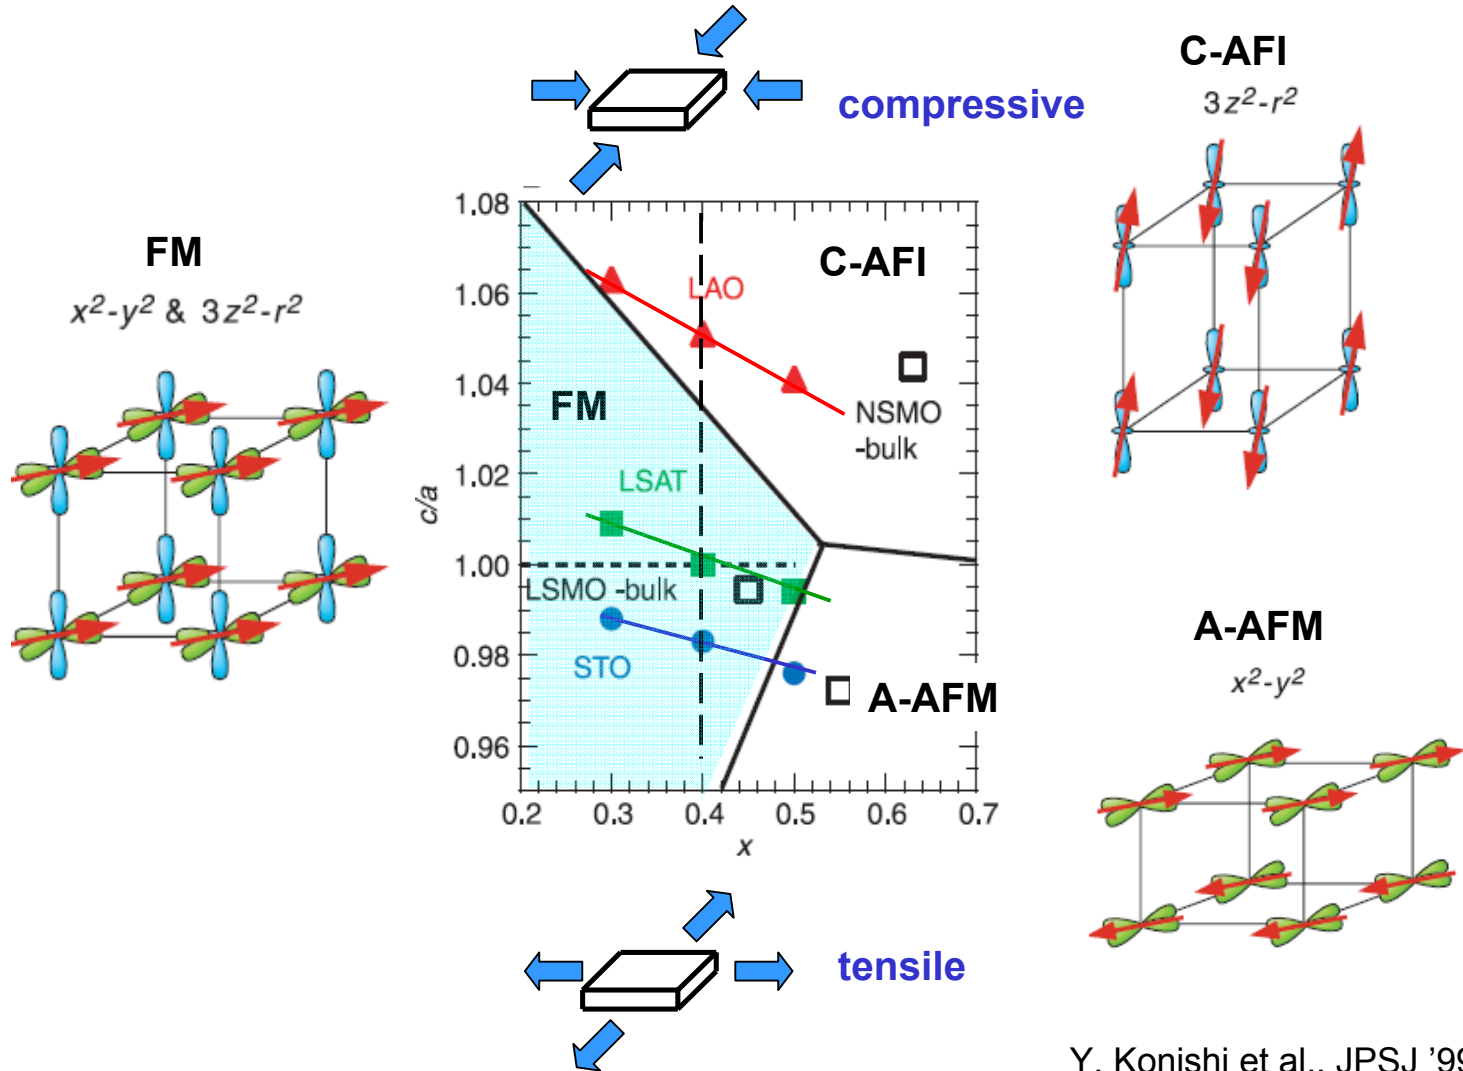 compressive
C-AFI
3z²-r²
FM
x²-y² & 3z²-r²
1.08
1.06
1.04
1.02
1.00
0.98
0.96
c/a
C-AFI
LAO
FM
NSMO
-bulk
LSAT
LSMO -bulk
STO
A-AFM
0.2 0.3 0.4 0.5 0.6 0.7
x
A-AFM
x²-y²
tensile
Y. Konishi et al., JPSJ '99